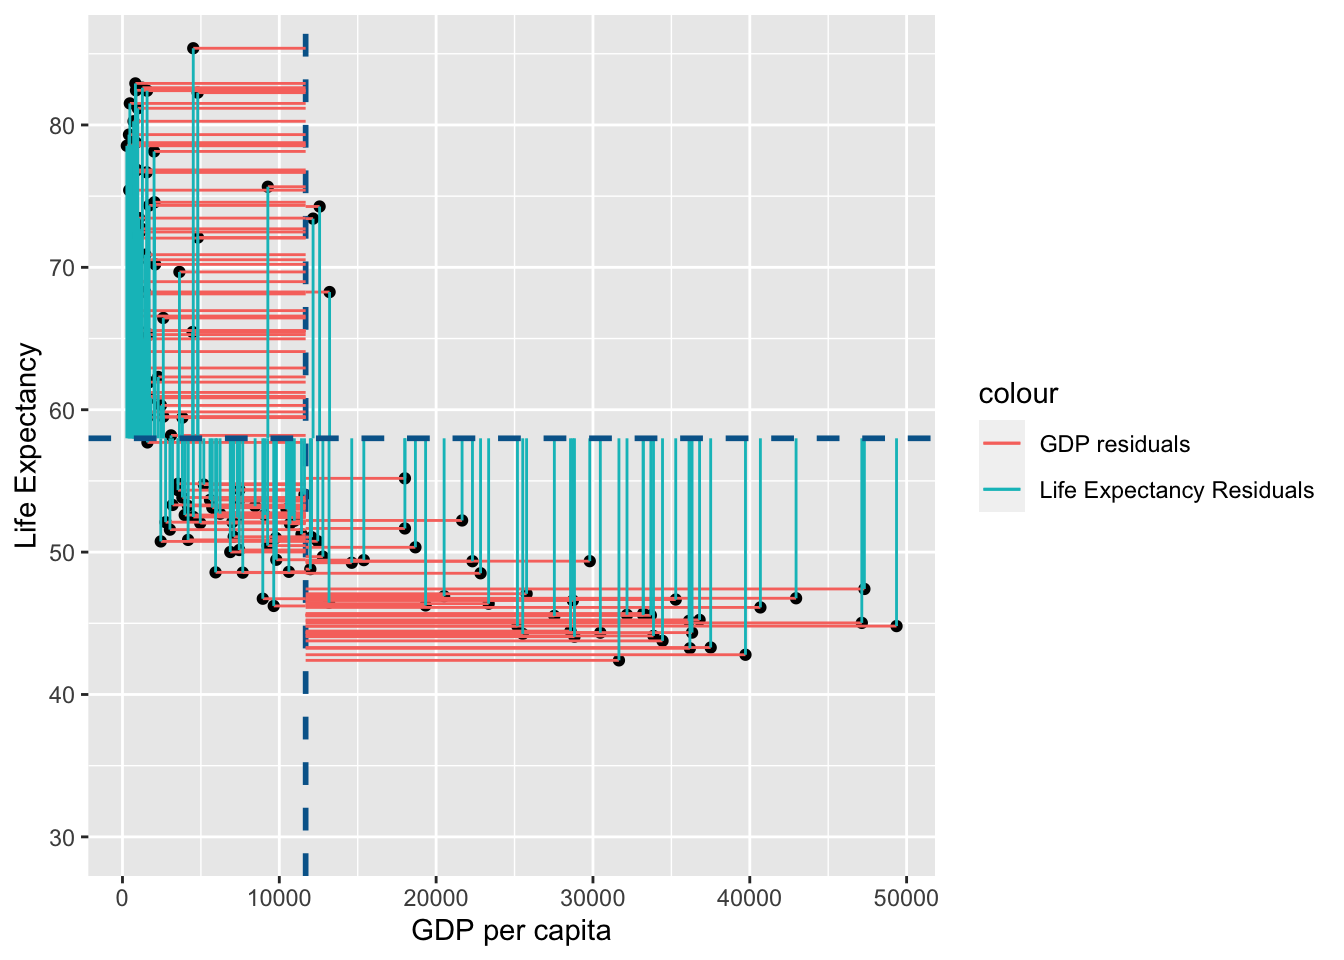 80
70
60
50
40
30
Life Expectancy
0 10000 20000 30000 40000 50000
GDP per capita
colour
GDP residuals
Life Expectancy Residuals